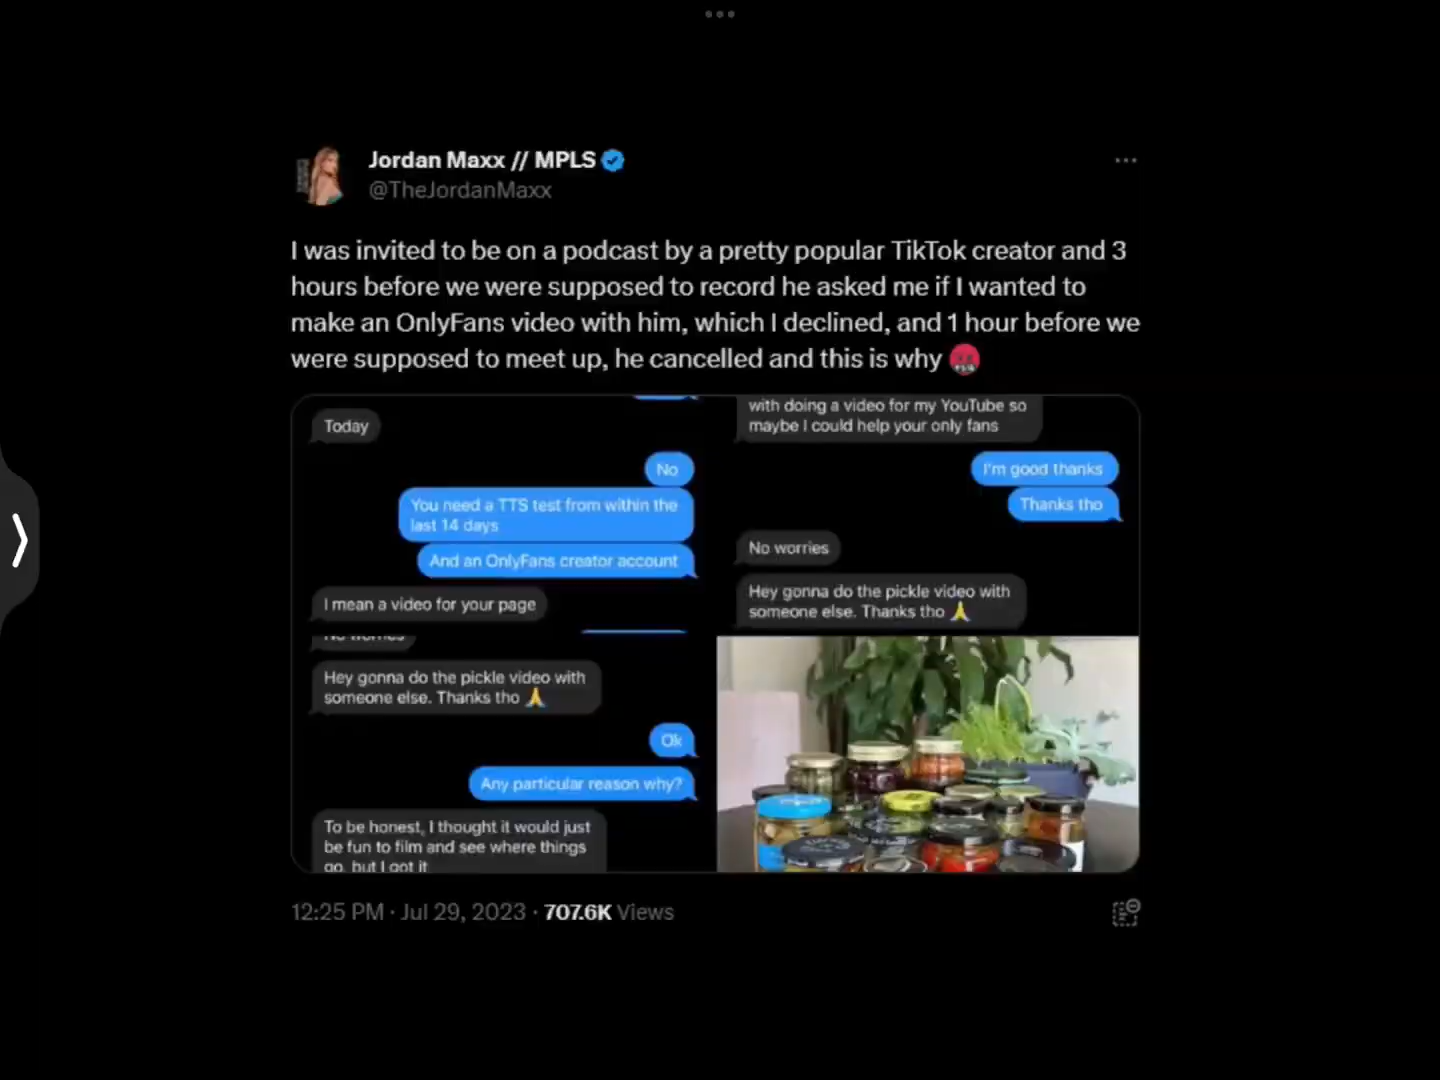 Jordan Maxx // MPLS
@TheJordanMaxx
I was invited to be on a podcast by a pretty popular TikTok creator and 3
hours before we were supposed to record he asked me if I wanted to
make an OnlyFans video with him, which I declined, and 1 hour before we
were supposed to meet up, he cancelled and this is why 🤬
Today
No
You need a TTS test from within the
last 14 days
And an OnlyFans creator account
I mean a video for your page
with doing a video for my YouTube so
maybe I could help your only fans
I'm good thanks
Thanks tho
No worries
Hey gonna do the pickle video with
someone else. Thanks tho 🙏
No worries
Hey gonna do the pickle video with
someone else. Thanks tho 🙏
Ok
Any particular reason why?
To be honest, I thought it would just
be fun to film and see where things
go, but I got it
12:25 PM · Jul 29, 2023 · 707.6K Views